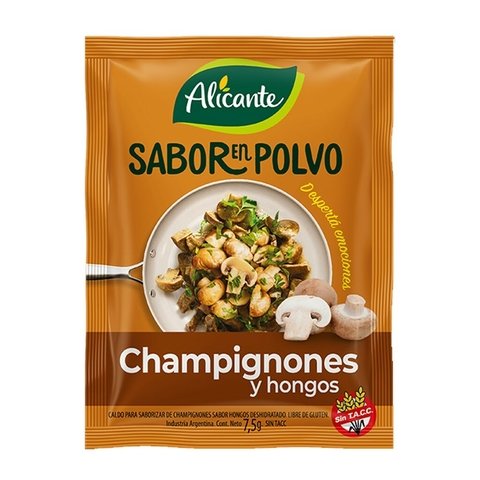 Alicante
SABOR en POLVO
Despertá emociones
Champignones
y hongos
CALDO PARA SABORIZAR DE CHAMPIGNONES SABOR HONGOS DESHIDRATADO. LIBRE DE GLUTEN.
Industria Argentina. Cont. Neto 7,5g SIN TACC
Sin T.A.C.C.